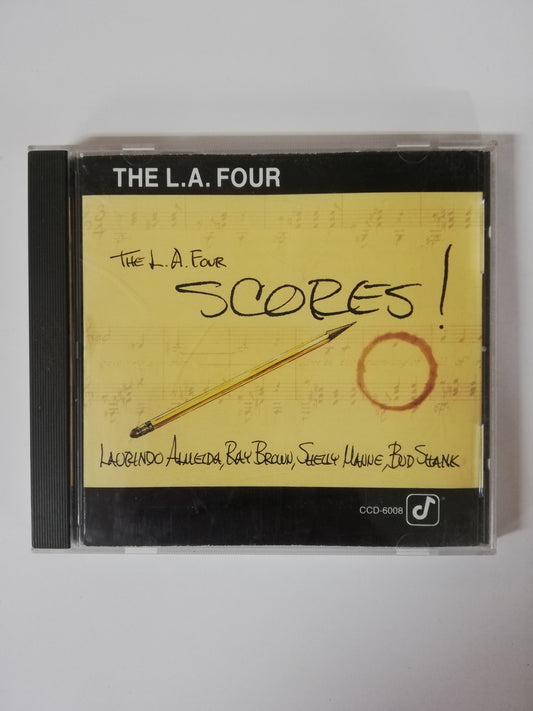 THE L.A. FOUR
THE L.A. FOUR
SCORES!
LAURINDO ALMEIDA, RAY BROWN, SHELLY MANNE, BUD SHANK
CCD-6008